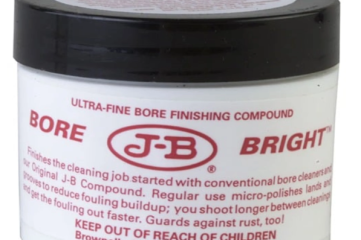 ULTRA-FINE BORE FINISHING COMPOUND
BORE J-B® BRIGHT™
Finishes the cleaning job started with conventional bore cleaners and
our Original J-B Compound. Regular use micro-polishes lands and
grooves to reduce fouling buildup; you shoot longer between cleanings
and get the fouling out faster. Guards against rust, too!
KEEP OUT OF REACH OF CHILDREN